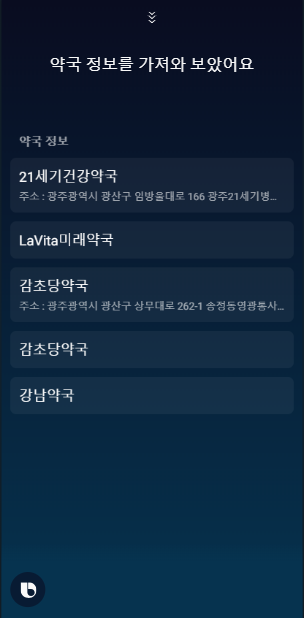 약국 정보를 가져와 보았어요
약국 정보
21세기건강약국
주소 : 광주광역시 광산구 임방울대로 166 광주21세기병...
LaVita미래약국
감초당약국
주소 : 광주광역시 광산구 상무대로 262-1 송정동영광통사...
감초당약국
강남약국